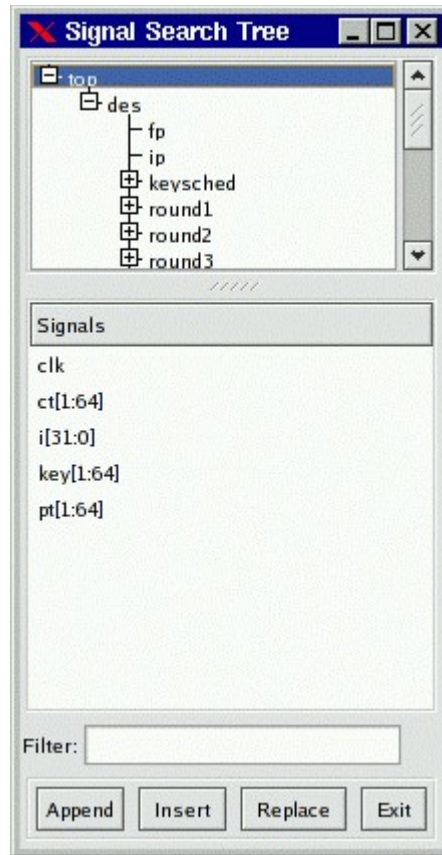 Signal Search Tree
top
des
fp
ip
keysched
round1
round2
round3
Signals
clk
ct[1:64]
i[31:0]
key[1:64]
pt[1:64]
Filter:
Append Insert Replace Exit